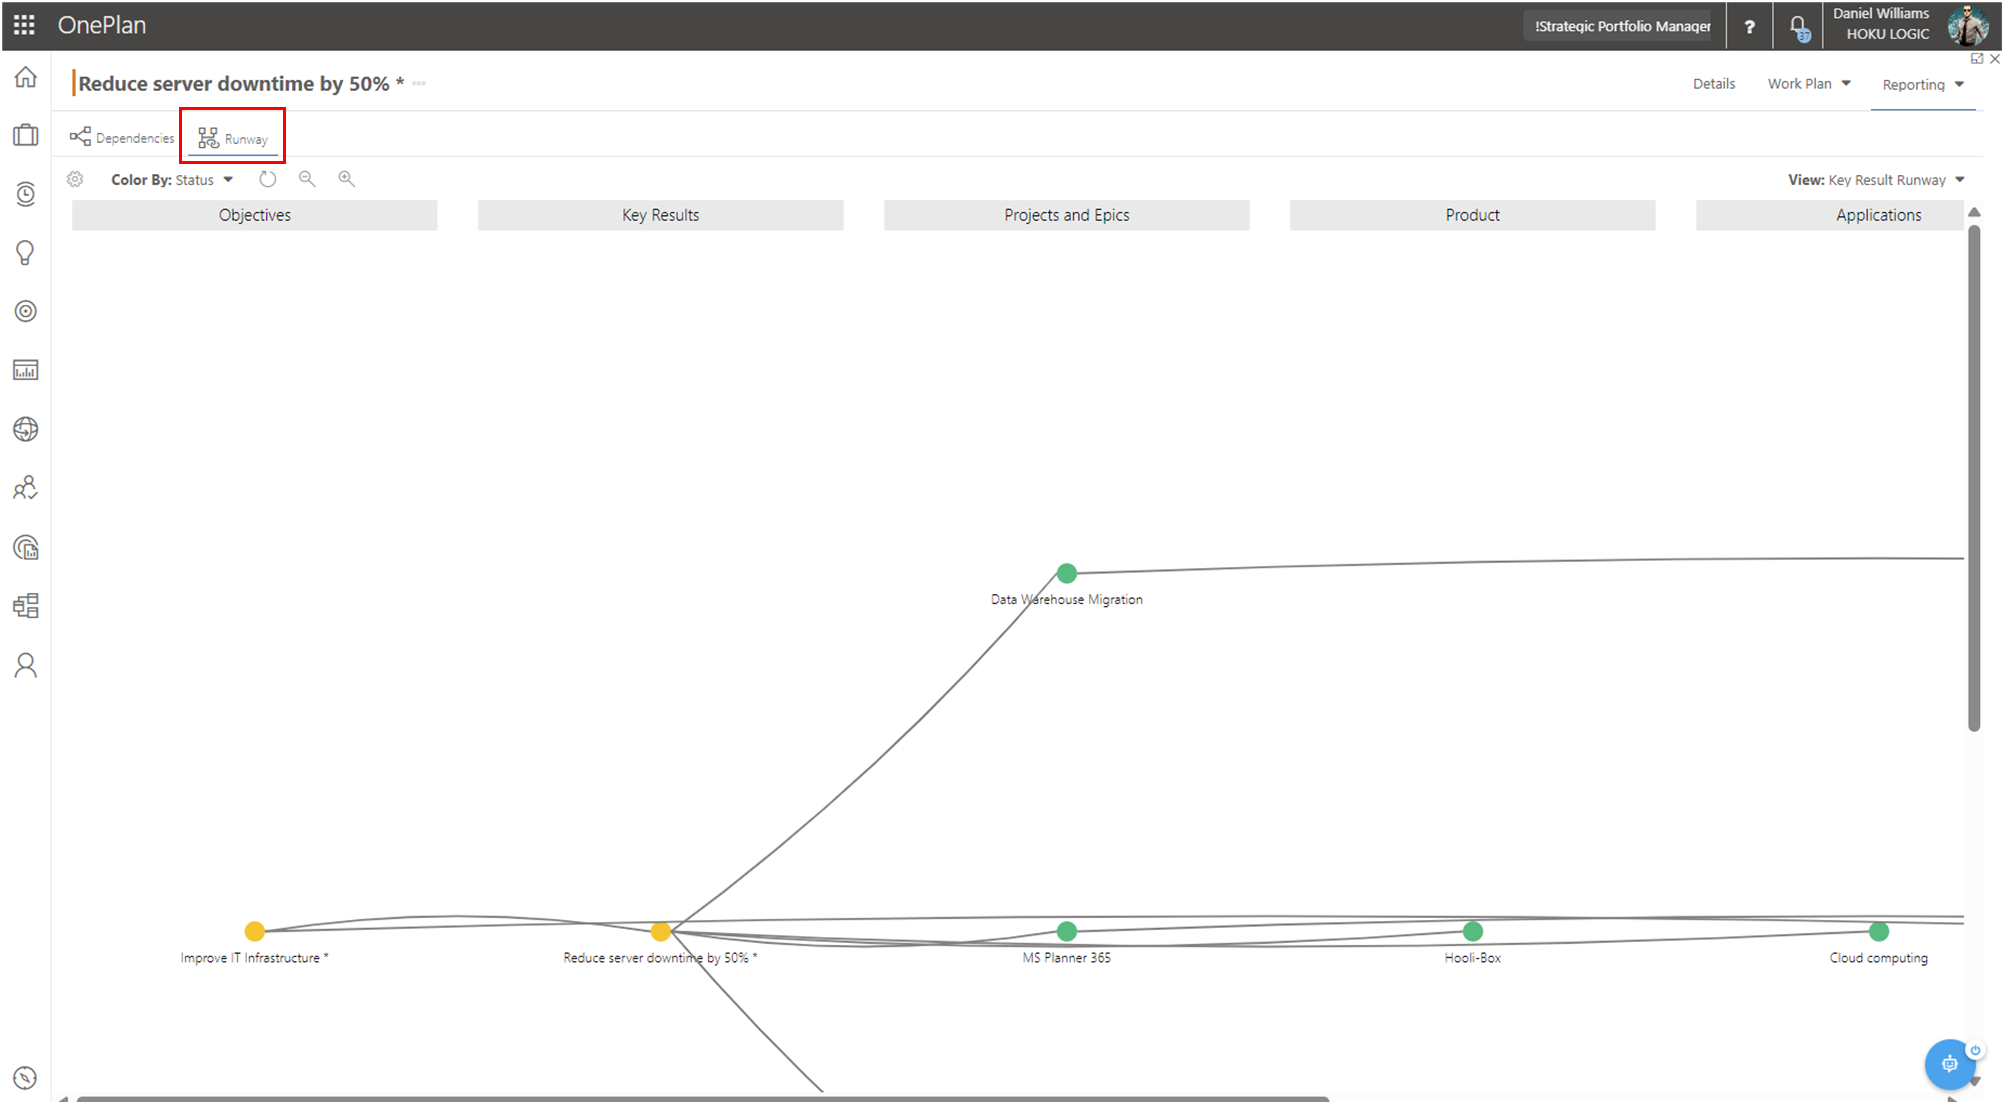 OnePlan
!Strategic Portfolio Manager
?
37
Daniel Williams
HOKU LOGIC
Reduce server downtime by 50% *
Details
Work Plan
Reporting
Dependencies
Runway
Color By: Status
View: Key Result Runway
Objectives
Key Results
Projects and Epics
Product
Applications
Data Warehouse Migration
Improve IT Infrastructure *
Reduce server downtime by 50% *
MS Planner 365
Hooli-Box
Cloud computing